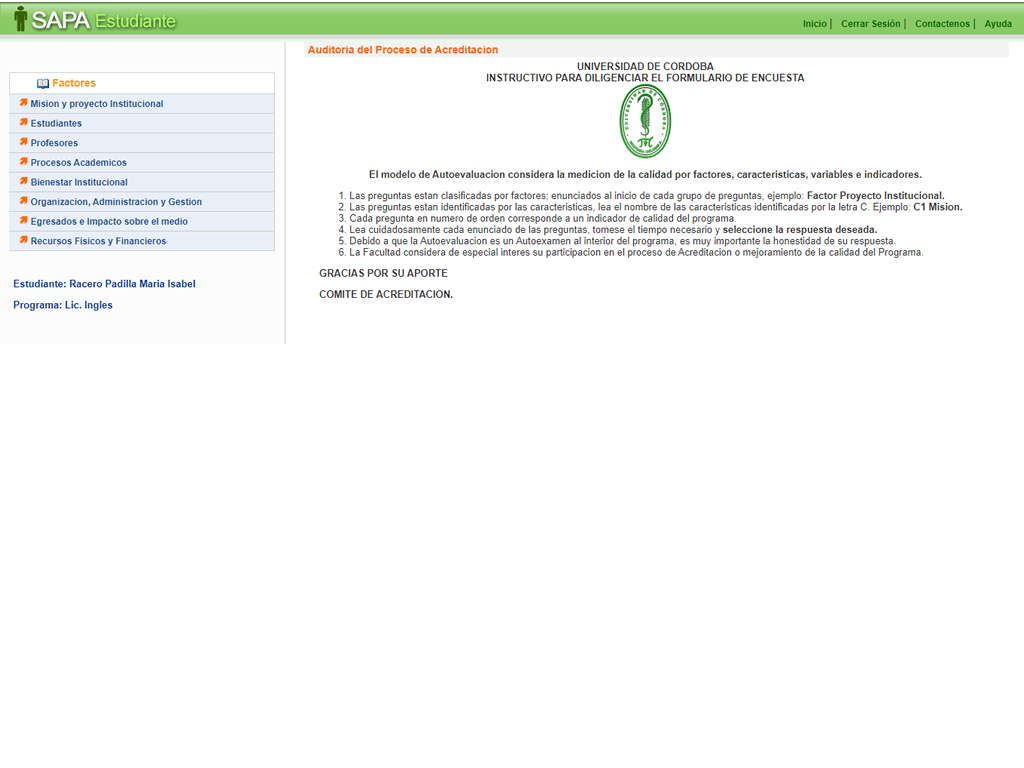 SAPA Estudiante
Inicio | Cerrar Sesión | Contactenos | Ayuda
Factores
Mision y proyecto Institucional
Estudiantes
Profesores
Procesos Academicos
Bienestar Institucional
Organizacion, Administracion y Gestion
Egresados e Impacto sobre el medio
Recursos Fisicos y Financieros
Estudiante: Racero Padilla Maria Isabel
Programa: Lic. Ingles
Auditoria del Proceso de Acreditacion
UNIVERSIDAD DE CORDOBA
INSTRUCTIVO PARA DILIGENCIAR EL FORMULARIO DE ENCUESTA
UNIVERSIDAD DE CORDOBA
El modelo de Autoevaluacion considera la medicion de la calidad por factores, caracteristicas, variables e indicadores.
1. Las preguntas estan clasificadas por factores; enunciados al inicio de cada grupo de preguntas, ejemplo: Factor Proyecto Institucional.
2. Las preguntas estan identificadas por las caracteristicas, lea el nombre de las caracteristicas identificadas por la letra C. Ejemplo: C1 Mision.
3. Cada pregunta en numero de orden corresponde a un indicador de calidad del programa.
4. Lea cuidadosamente cada enunciado de las preguntas, tomese el tiempo necesario y seleccione la respuesta deseada.
5. Debido a que la Autoevaluacion es un Autoexamen al interior del programa, es muy importante la honestidad de su respuesta.
6. La Facultad considera de especial interes su participacion en el proceso de Acreditacion o mejoramiento de la calidad del Programa.
GRACIAS POR SU APORTE
COMITE DE ACREDITACION.